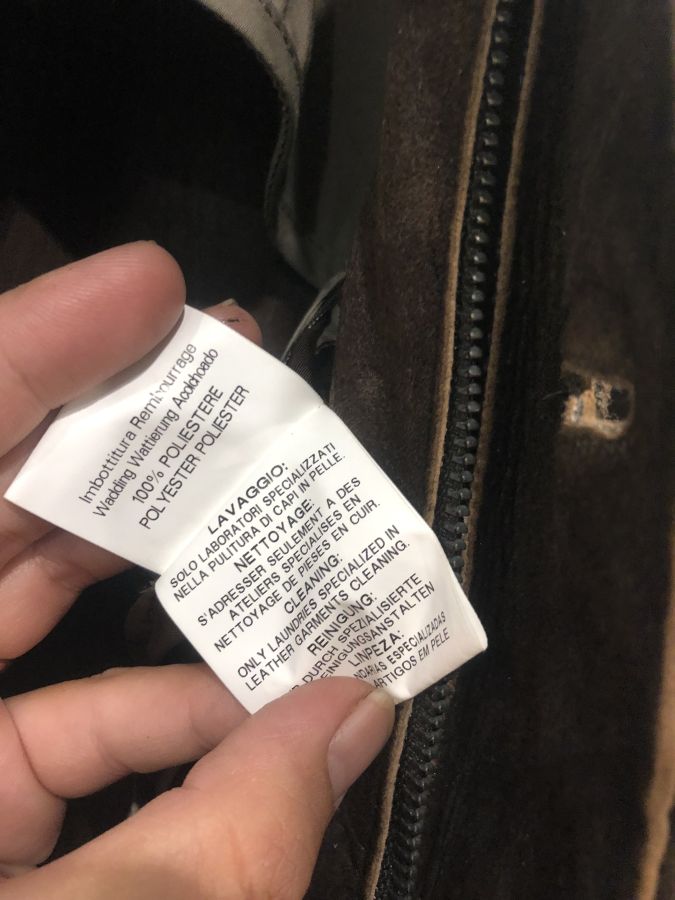 Imbottitura Rembourrage
Wadding Wattierung Acolchoado
100% POLIESTERE
POLYESTER POLIESTER
LAVAGGIO:
SOLO LABORATORI SPECIALIZZATI
NELLA PULITURA DI CAPI IN PELLE.
NETTOYAGE:
S'ADRESSER SEULEMENT A DES
ATELIERS SPECIALISES EN
NETTOYAGE DE PIESES EN CUIR.
CLEANING:
ONLY LAUNDRIES SPECIALIZED IN
LEATHER GARMENTS CLEANING.
REINIGUNG:
DURCH SPEZIALISIERTE
REINIGUNGSANSTALTEN
LINPEZA:
ESPECIALIZADAS
ARTIGOS EM PELE